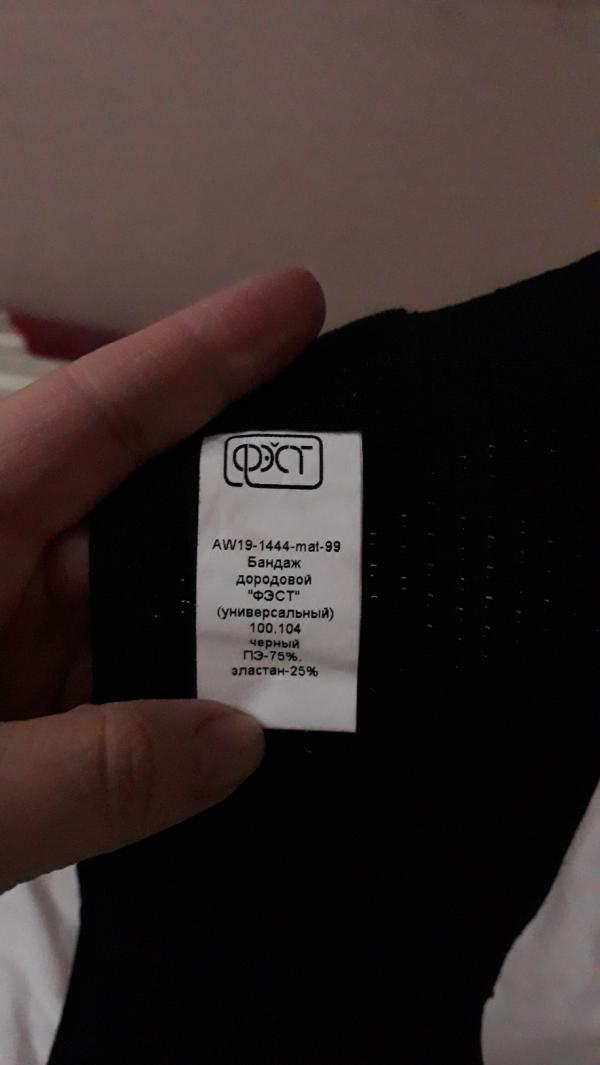 ФЭСТ
AW19-1444-mat-99
Бандаж
дородовой
"ФЭСТ"
(универсальный)
100,104
черный
ПЭ-75%,
эластан-25%